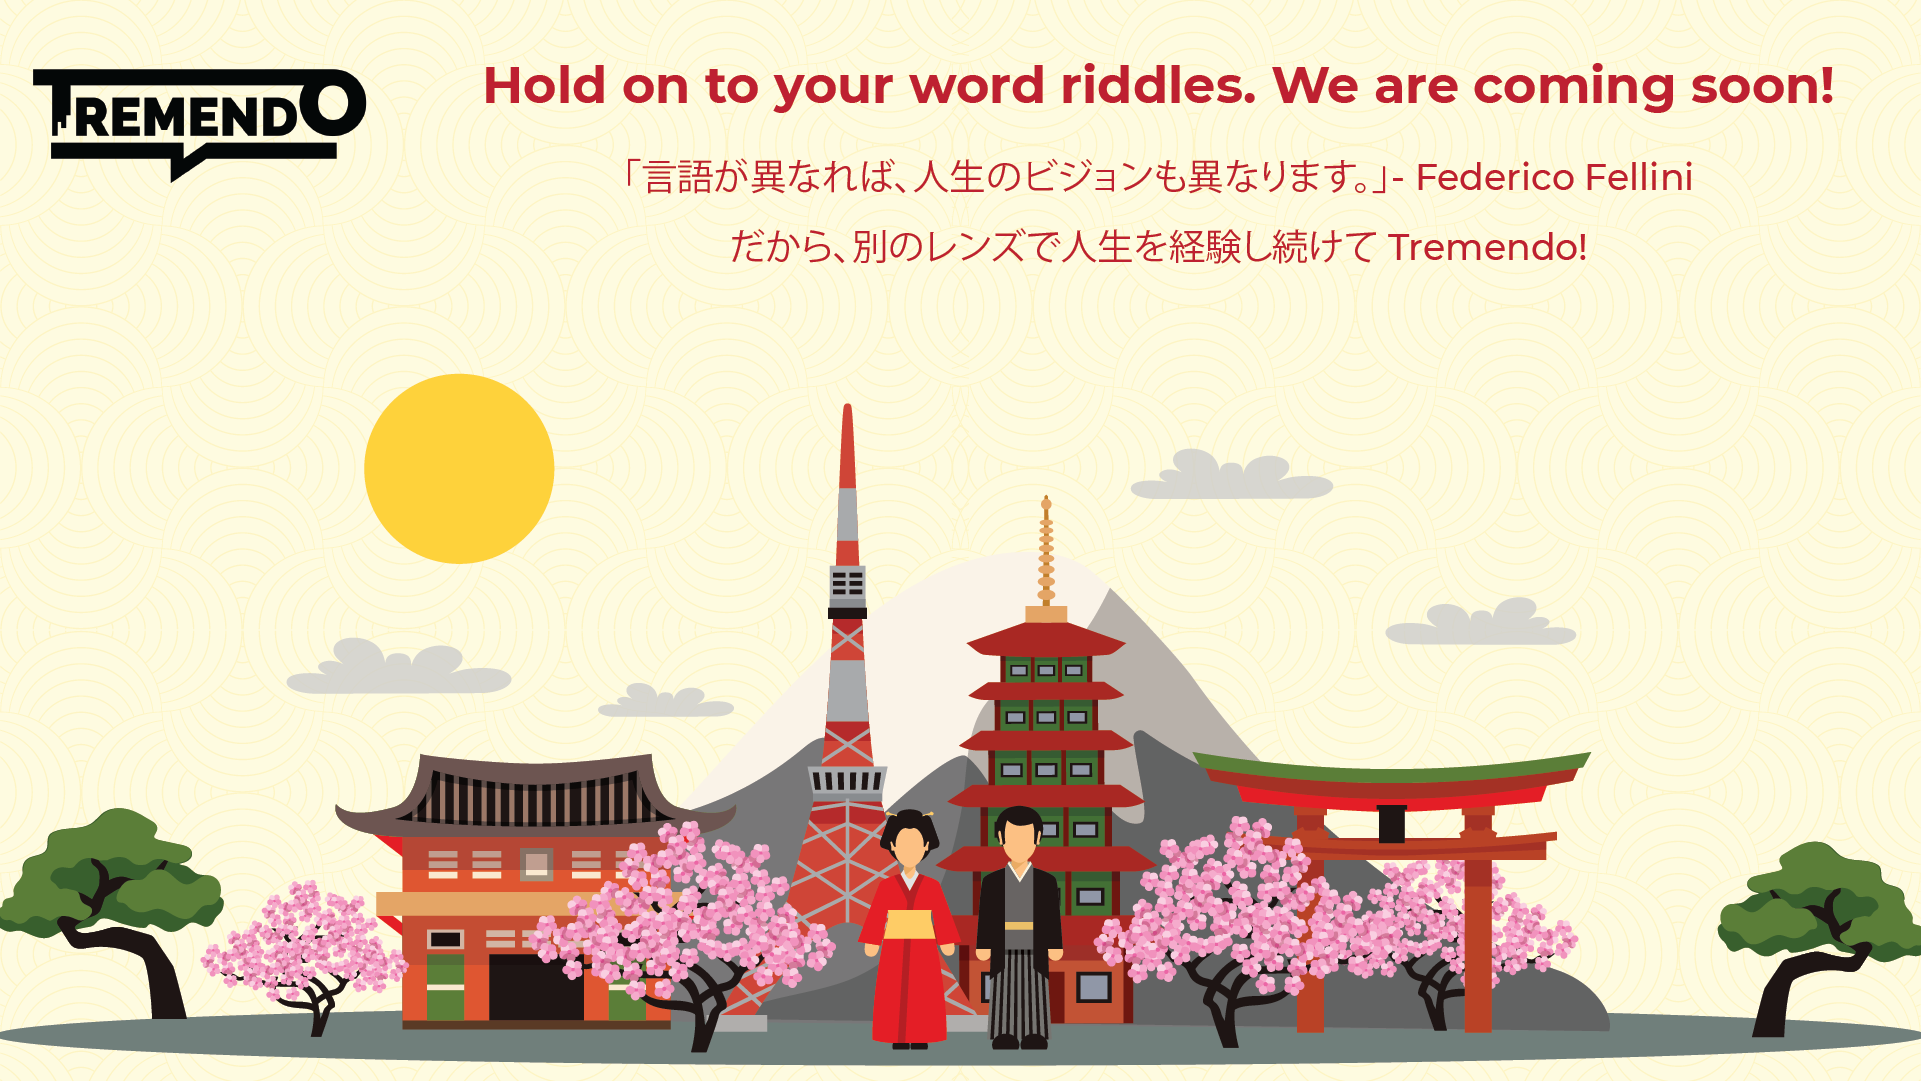 TREMENDO
Hold on to your word riddles. We are coming soon!
「言語が異なれば、人生のビジョンも異なります。」- Federico Fellini
だから、別のレンズで人生を経験し続けて Tremendo!